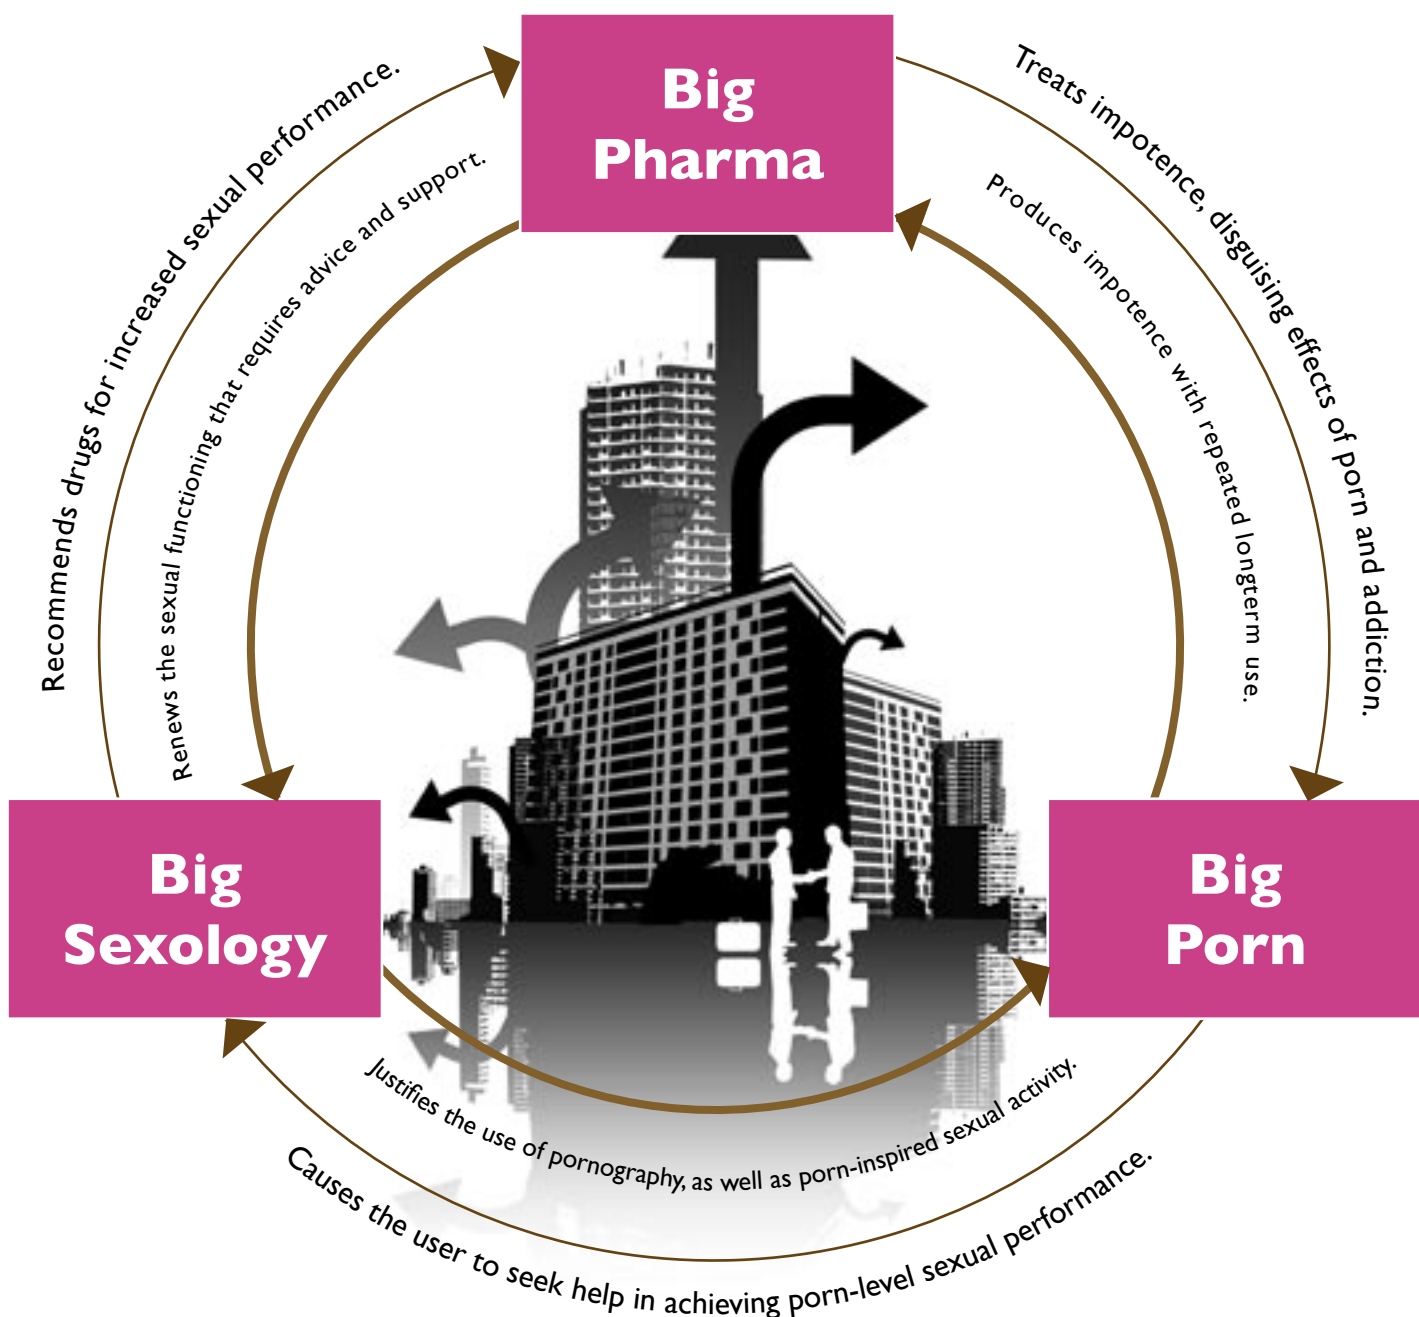 Big
Pharma
Recommends drugs for increased sexual performance.
Renews the sexual functioning that requires advice and support.
Treats impotence, disguising effects of porn and addiction.
Produces impotence with repeated longterm use.
Big
Sexology
Big
Porn
Justifies the use of pornography, as well as porn-inspired sexual activity.
Causes the user to seek help in achieving porn-level sexual performance.